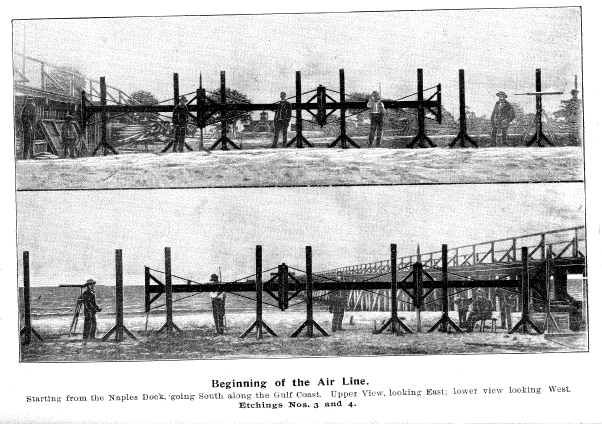 Beginning of the Air Line.
Starting from the Naples Dock, going South along the Gulf Coast. Upper View, looking East; lower view looking West.
Etchings Nos. 3 and 4.